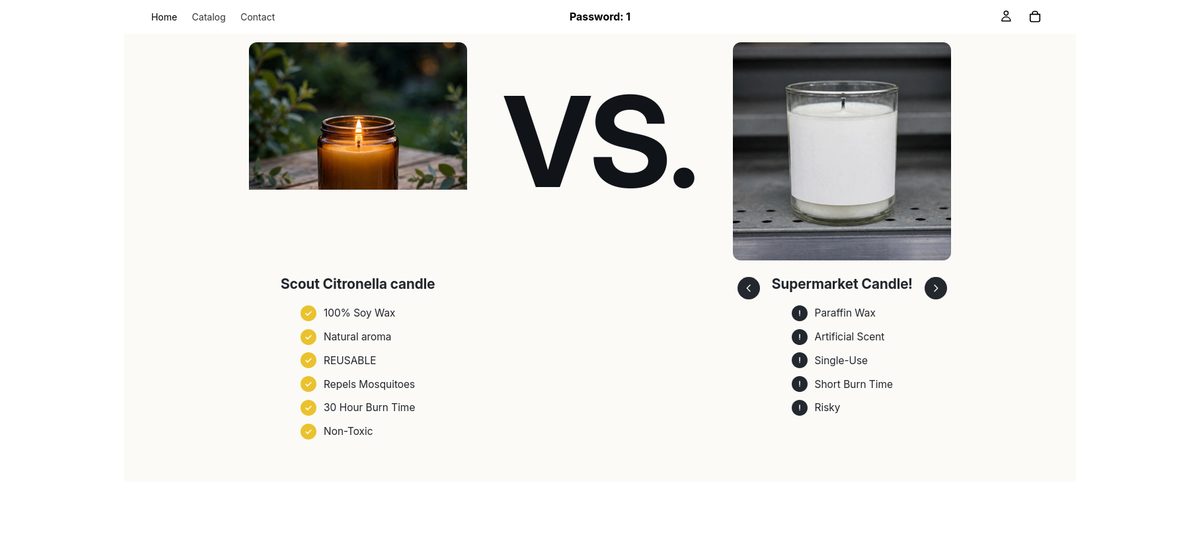 Home Catalog Contact Password: 1
VS.
Scout Citronella candle
100% Soy Wax
Natural aroma
REUSABLE
Repels Mosquitoes
30 Hour Burn Time
Non-Toxic
Supermarket Candle!
Paraffin Wax
Artificial Scent
Single-Use
Short Burn Time
Risky